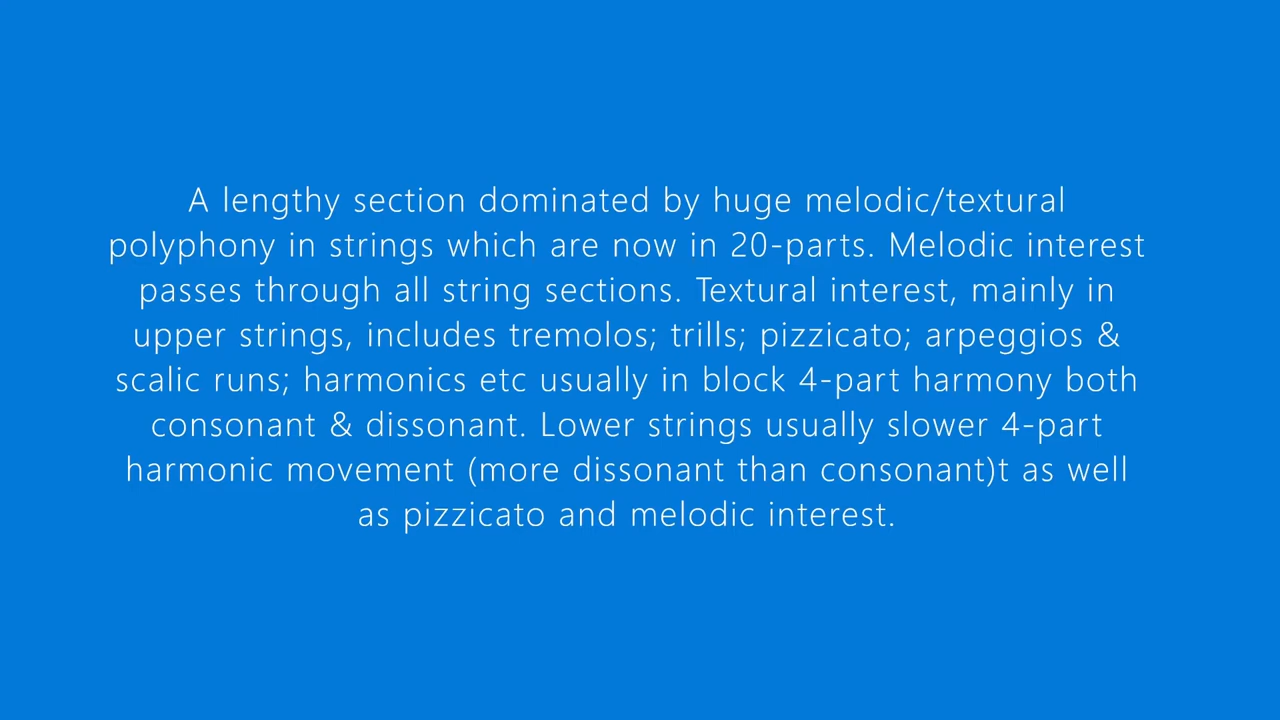 A lengthy section dominated by huge melodic/textural
polyphony in strings which are now in 20-parts. Melodic interest
passes through all string sections. Textural interest, mainly in
upper strings, includes tremolos; trills; pizzicato; arpeggios &
scalic runs; harmonics etc usually in block 4-part harmony both
consonant & dissonant. Lower strings usually slower 4-part
harmonic movement (more dissonant than consonant)t as well
as pizzicato and melodic interest.